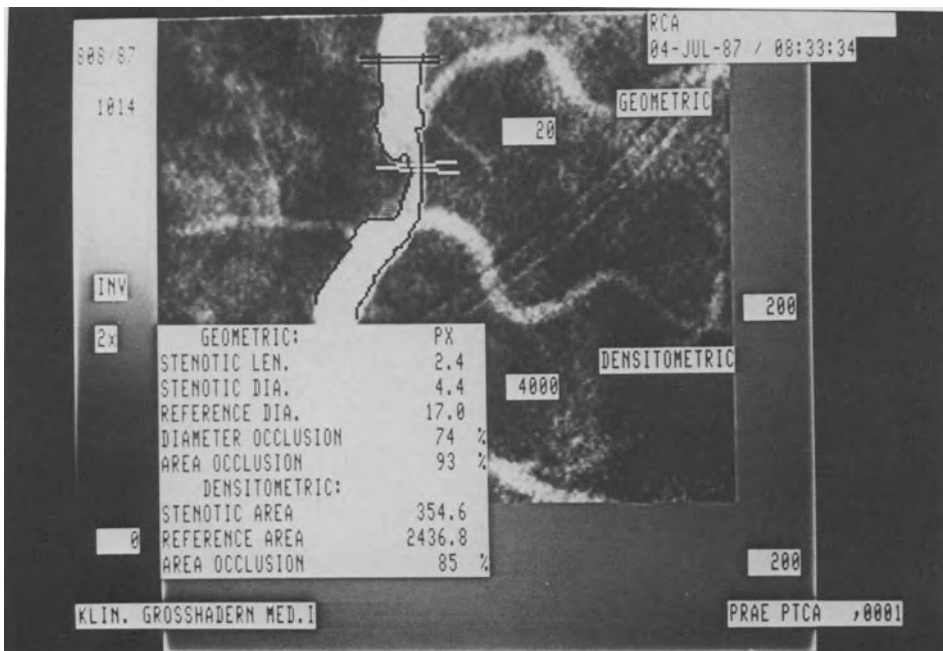 808/87
RCA
04-JUL-87 / 08:33:34
1014
GEOMETRIC
20
INV
200
2x
GEOMETRIC: PX
STENOTIC LEN. 2.4
STENOTIC DIA. 4.4
REFERENCE DIA. 17.0
DIAMETER OCCLUSION 74 %
AREA OCCLUSION 93 %
DENSITOMETRIC:
STENOTIC AREA 354.6
REFERENCE AREA 2436.8
AREA OCCLUSION 85 %
DENSITOMETRIC
4000
0
200
KLIN. GROSSHADERN MED.I
PRAE PTCA ,0001